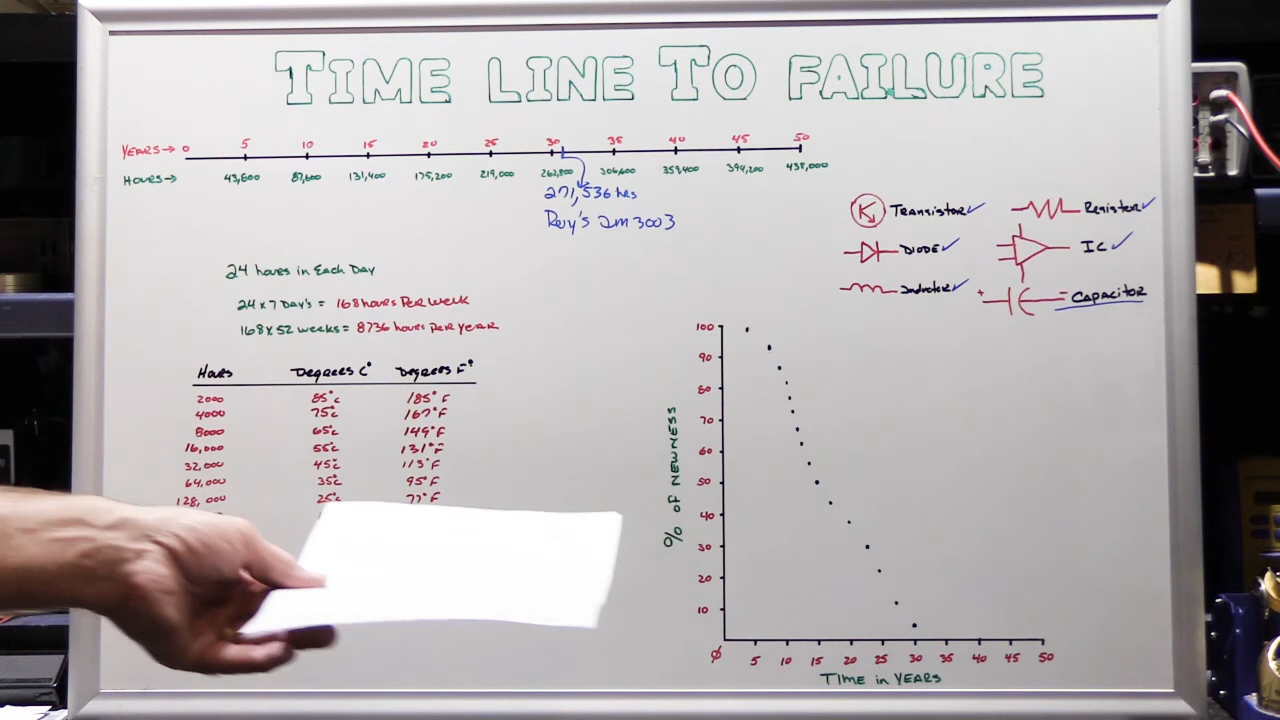 TIME LINE TO FAILURE
YEARS→ 0 5 10 15 20 25 30 35 40 45 50
HOURS→ 43,800 87,600 131,400 175,200 219,000 262,800 306,600 359,400 394,200 438,000
271,536 hrs
Rey's IM3003
Transistor✓ Resistor✓
DIODE✓ IC✓
Inductor✓ + - CAPACITOR
24 hours in Each Day
24 x 7 Day's = 168 hours Per Week
168 x 52 weeks = 8736 hours Per Year
Hours Degrees C° Degrees F°
2000 85°c 185°F
4000 75°c 167°F
8000 65°c 149°F
16,000 55°c 131°F
32,000 45°c 113°F
64,000 35°c 95°F
128,000 25°c 77°F
% OF NEWNESS
100
90
80
70
60
50
40
30
20
10
Ø 5 10 15 20 25 30 35 40 45 50
TIME in YEARS